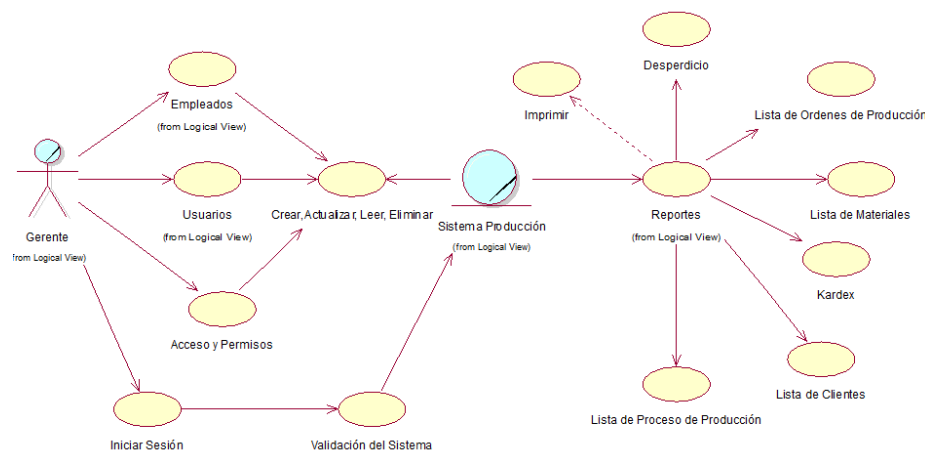 Desperdicio
Empleados
(from Logical View)
Imprimir
Lista de Ordenes de Producción
Usuarios
(from Logical View)
Crear, Actualizar, Leer, Eliminar
Sistema Producción
(from Logical View)
Reportes
(from Logical View)
Lista de Materiales
Gerente
from Logical View)
Kardex
Acceso y Permisos
Lista de Clientes
Lista de Proceso de Producción
Iniciar Sesión
Validación del Sistema